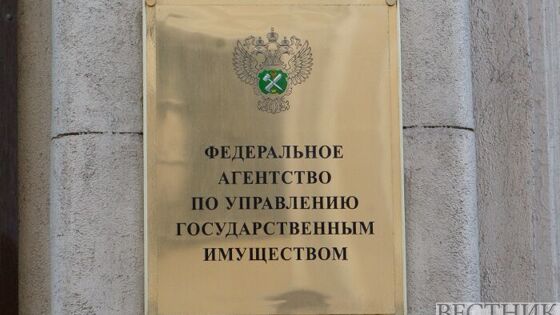 ФЕДЕРАЛЬНОЕ
АГЕНТСТВО
ПО УПРАВЛЕНИЮ
ГОСУДАРСТВЕННЫМ
ИМУЩЕСТВОМ
ВЕСТНИК